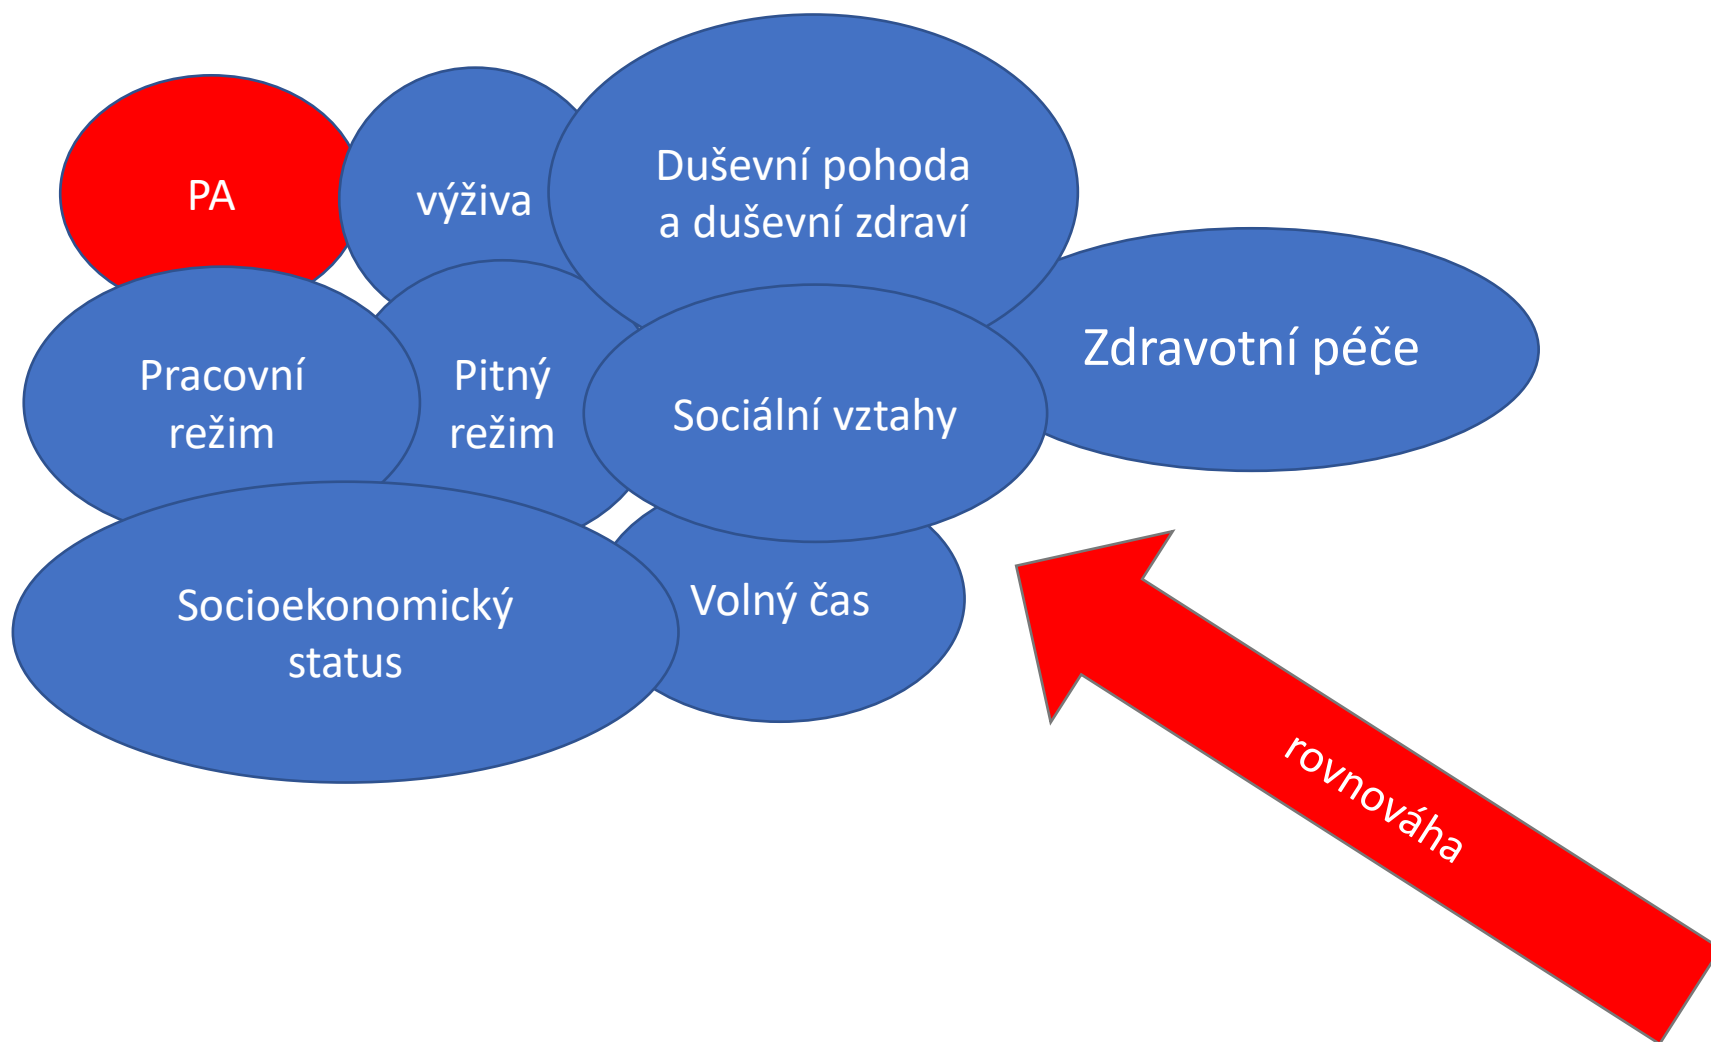 PA
výživa
Duševní pohoda
a duševní zdraví
Zdravotní péče
Pracovní
režim
Pitný
režim
Sociální vztahy
Socioekonomický
status
Volný čas
rovnováha